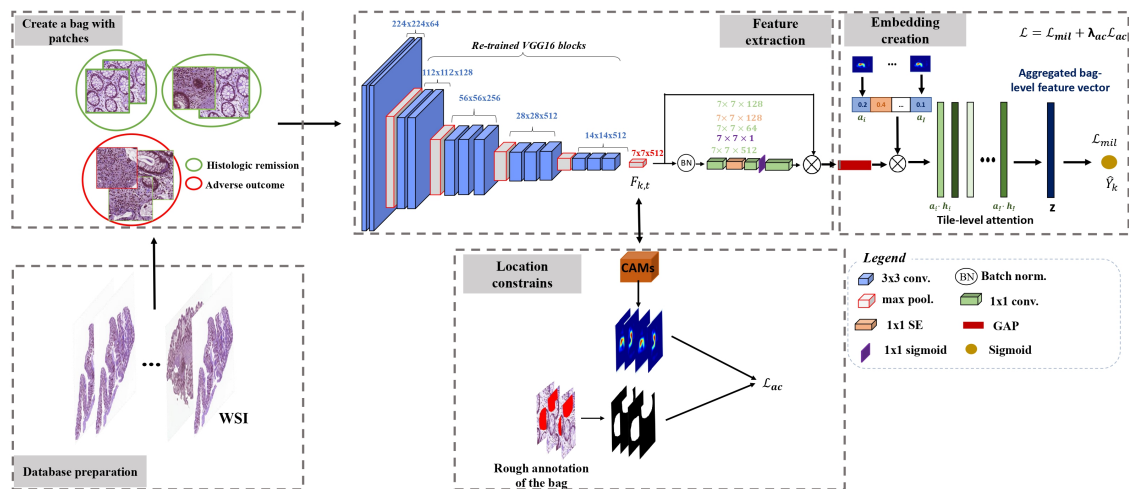 Create a bag with
patches
Histologic remission
Adverse outcome
WSI
Database preparation
224x224x64
Re-trained VGG16 blocks
112x112x128
56x56x256
28x28x512
14x14x512
7x7x512
F_{k,t}
Feature
extraction
7× 7 × 128
7× 7 × 128
7× 7 × 64
7 × 7 × 1
7× 7 × 512
BN
Embedding
creation
ℒ = ℒ_{mil} + λ_{ac}ℒ_{ac}|
0.2 0.4 ... 0.1
a_i a_I
Aggregated bag-
level feature vector
ℒ_{mil}
Ŷ_k
a_i· h_i a_I· h_I
z
Tile-level attention
Location
constrains
CAMs
ℒ_{ac}
Rough annotation
of the bag
Legend
3x3 conv.
BN Batch norm.
max pool.
1x1 conv.
1x1 SE
GAP
1x1 sigmoid
Sigmoid